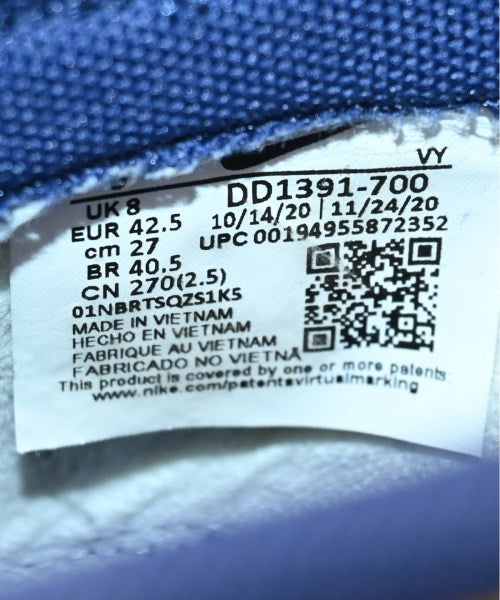 VY
UK 8 DD1391-700
EUR 42.5 10/14/20 | 11/24/20
cm 27 UPC 00194955872352
BR 40.5
CN 270(2.5)
01NBRTSQZS1K5
MADE IN VIETNAM
HECHO EN VIETNAM
FABRIQUE AU VIETNAM
FABRICADO NO VIETNA
This product is covered by one or more patents
www.nike.com/patentsvirtualmarking